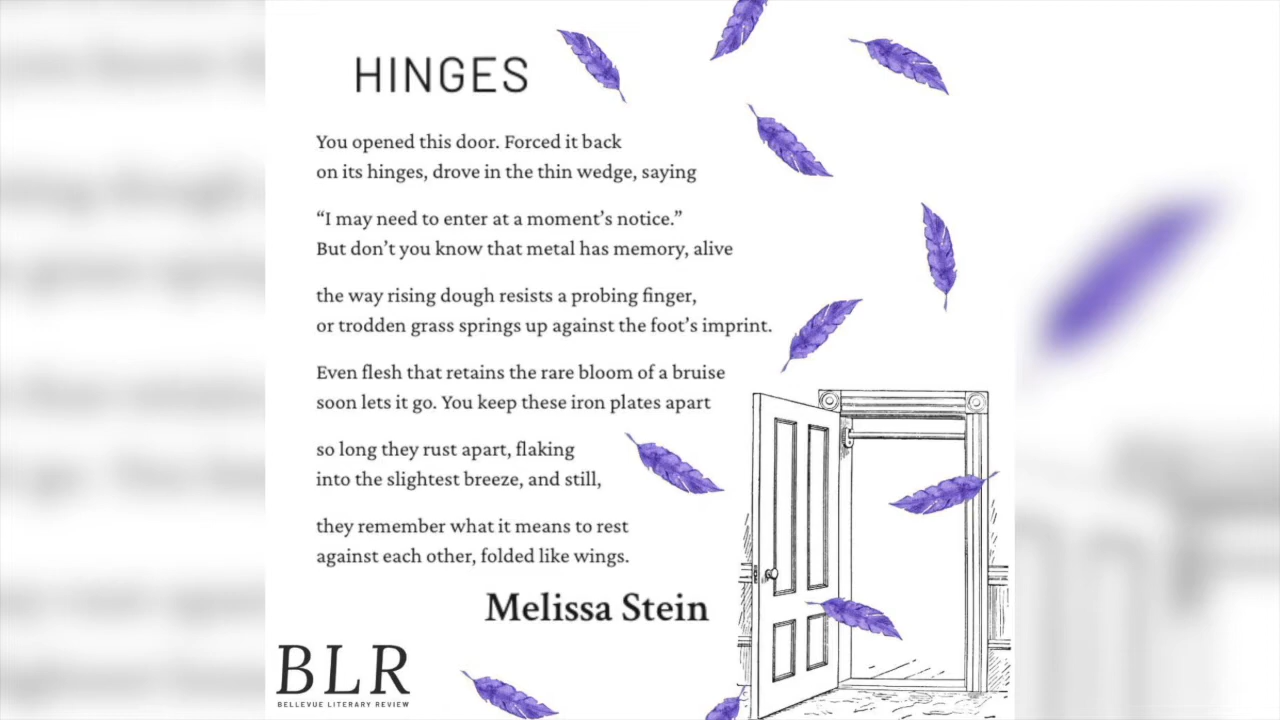 HINGES
You opened this door. Forced it back
on its hinges, drove in the thin wedge, saying
“I may need to enter at a moment’s notice.”
But don’t you know that metal has memory, alive
the way rising dough resists a probing finger,
or trodden grass springs up against the foot’s imprint.
Even flesh that retains the rare bloom of a bruise
soon lets it go. You keep these iron plates apart
so long they rust apart, flaking
into the slightest breeze, and still,
they remember what it means to rest
against each other, folded like wings.
Melissa Stein
BLR
BELLEVUE LITERARY REVIEW